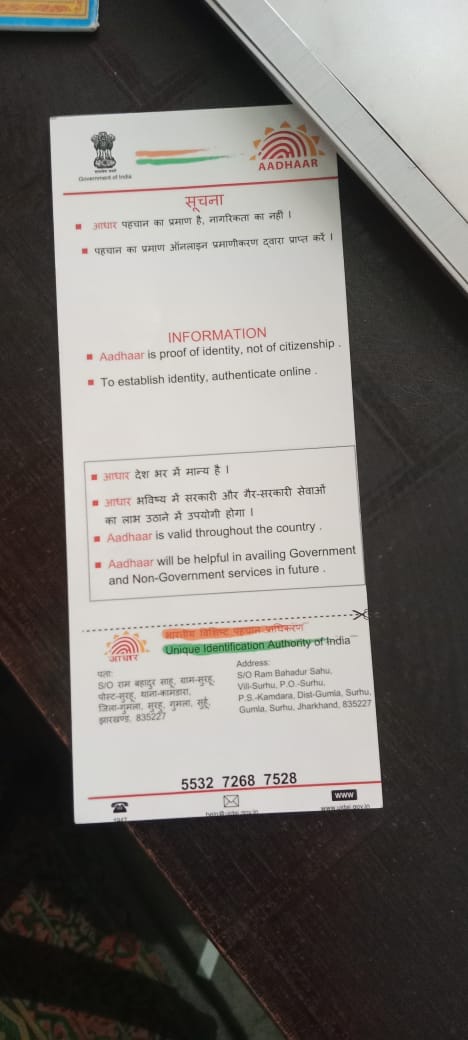 Government of India
AADHAAR
सूचना
आधार पहचान का प्रमाण है, नागरिकता का नहीं ।
पहचान का प्रमाण ऑनलाइन प्रमाणीकरण द्वारा प्राप्त करें ।
INFORMATION
Aadhaar is proof of identity, not of citizenship .
To establish identity, authenticate online .
आधार देश भर में मान्य है ।
आधार भविष्य में सरकारी और गैर-सरकारी सेवाओं
का लाभ उठाने में उपयोगी होगा ।
Aadhaar is valid throughout the country .
Aadhaar will be helpful in availing Government
and Non-Government services in future .
भारतीय विशिष्ट पहचान प्राधिकरण
Unique Identification Authority of India
आधार
पता:
S/O राम बहादुर साहू, ग्राम-सुरहू,
पोस्ट-सुरहू, थाना-कामडारा,
जिला-गुमला, सुरहू, गुमला,
झारखण्ड, 835227
Address:
S/O Ram Bahadur Sahu,
Vill-Surhu, P.O.-Surhu,
P.S.-Kamdara, Dist-Gumla, Surhu,
Gumla, Surhu, Jharkhand, 835227
5532 7268 7528
1947
www
www.uidai.gov.in